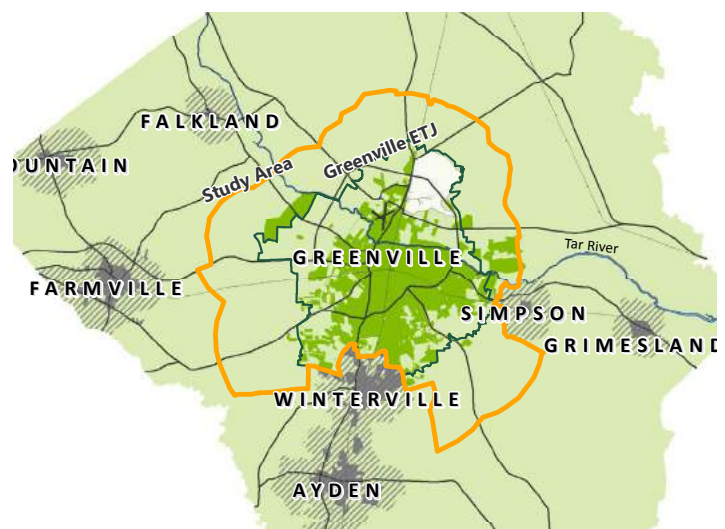 FALKLAND
OUNTAIN
Study Area
Greenville ETJ
Tar River
GREENVILLE
FARMVILLE
SIMPSON
GRIMESLAND
WINTERVILLE
AYDEN